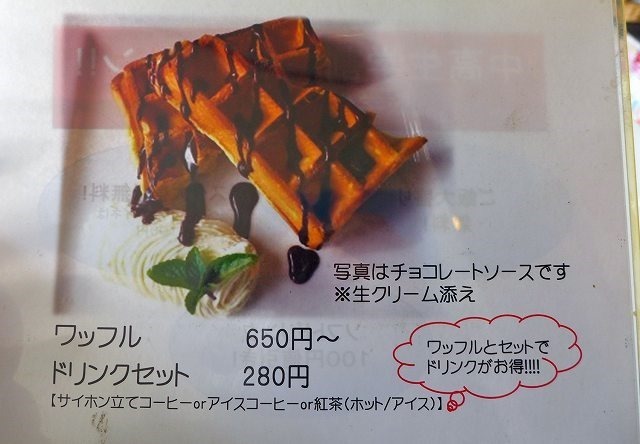 写真はチョコレートソースです
※生クリーム添え
ワッフル 650円～
ドリンクセット 280円
【サイホン立てコーヒーorアイスコーヒーor紅茶(ホット/アイス)】
ワッフルとセットで
ドリンクがお得!!!!